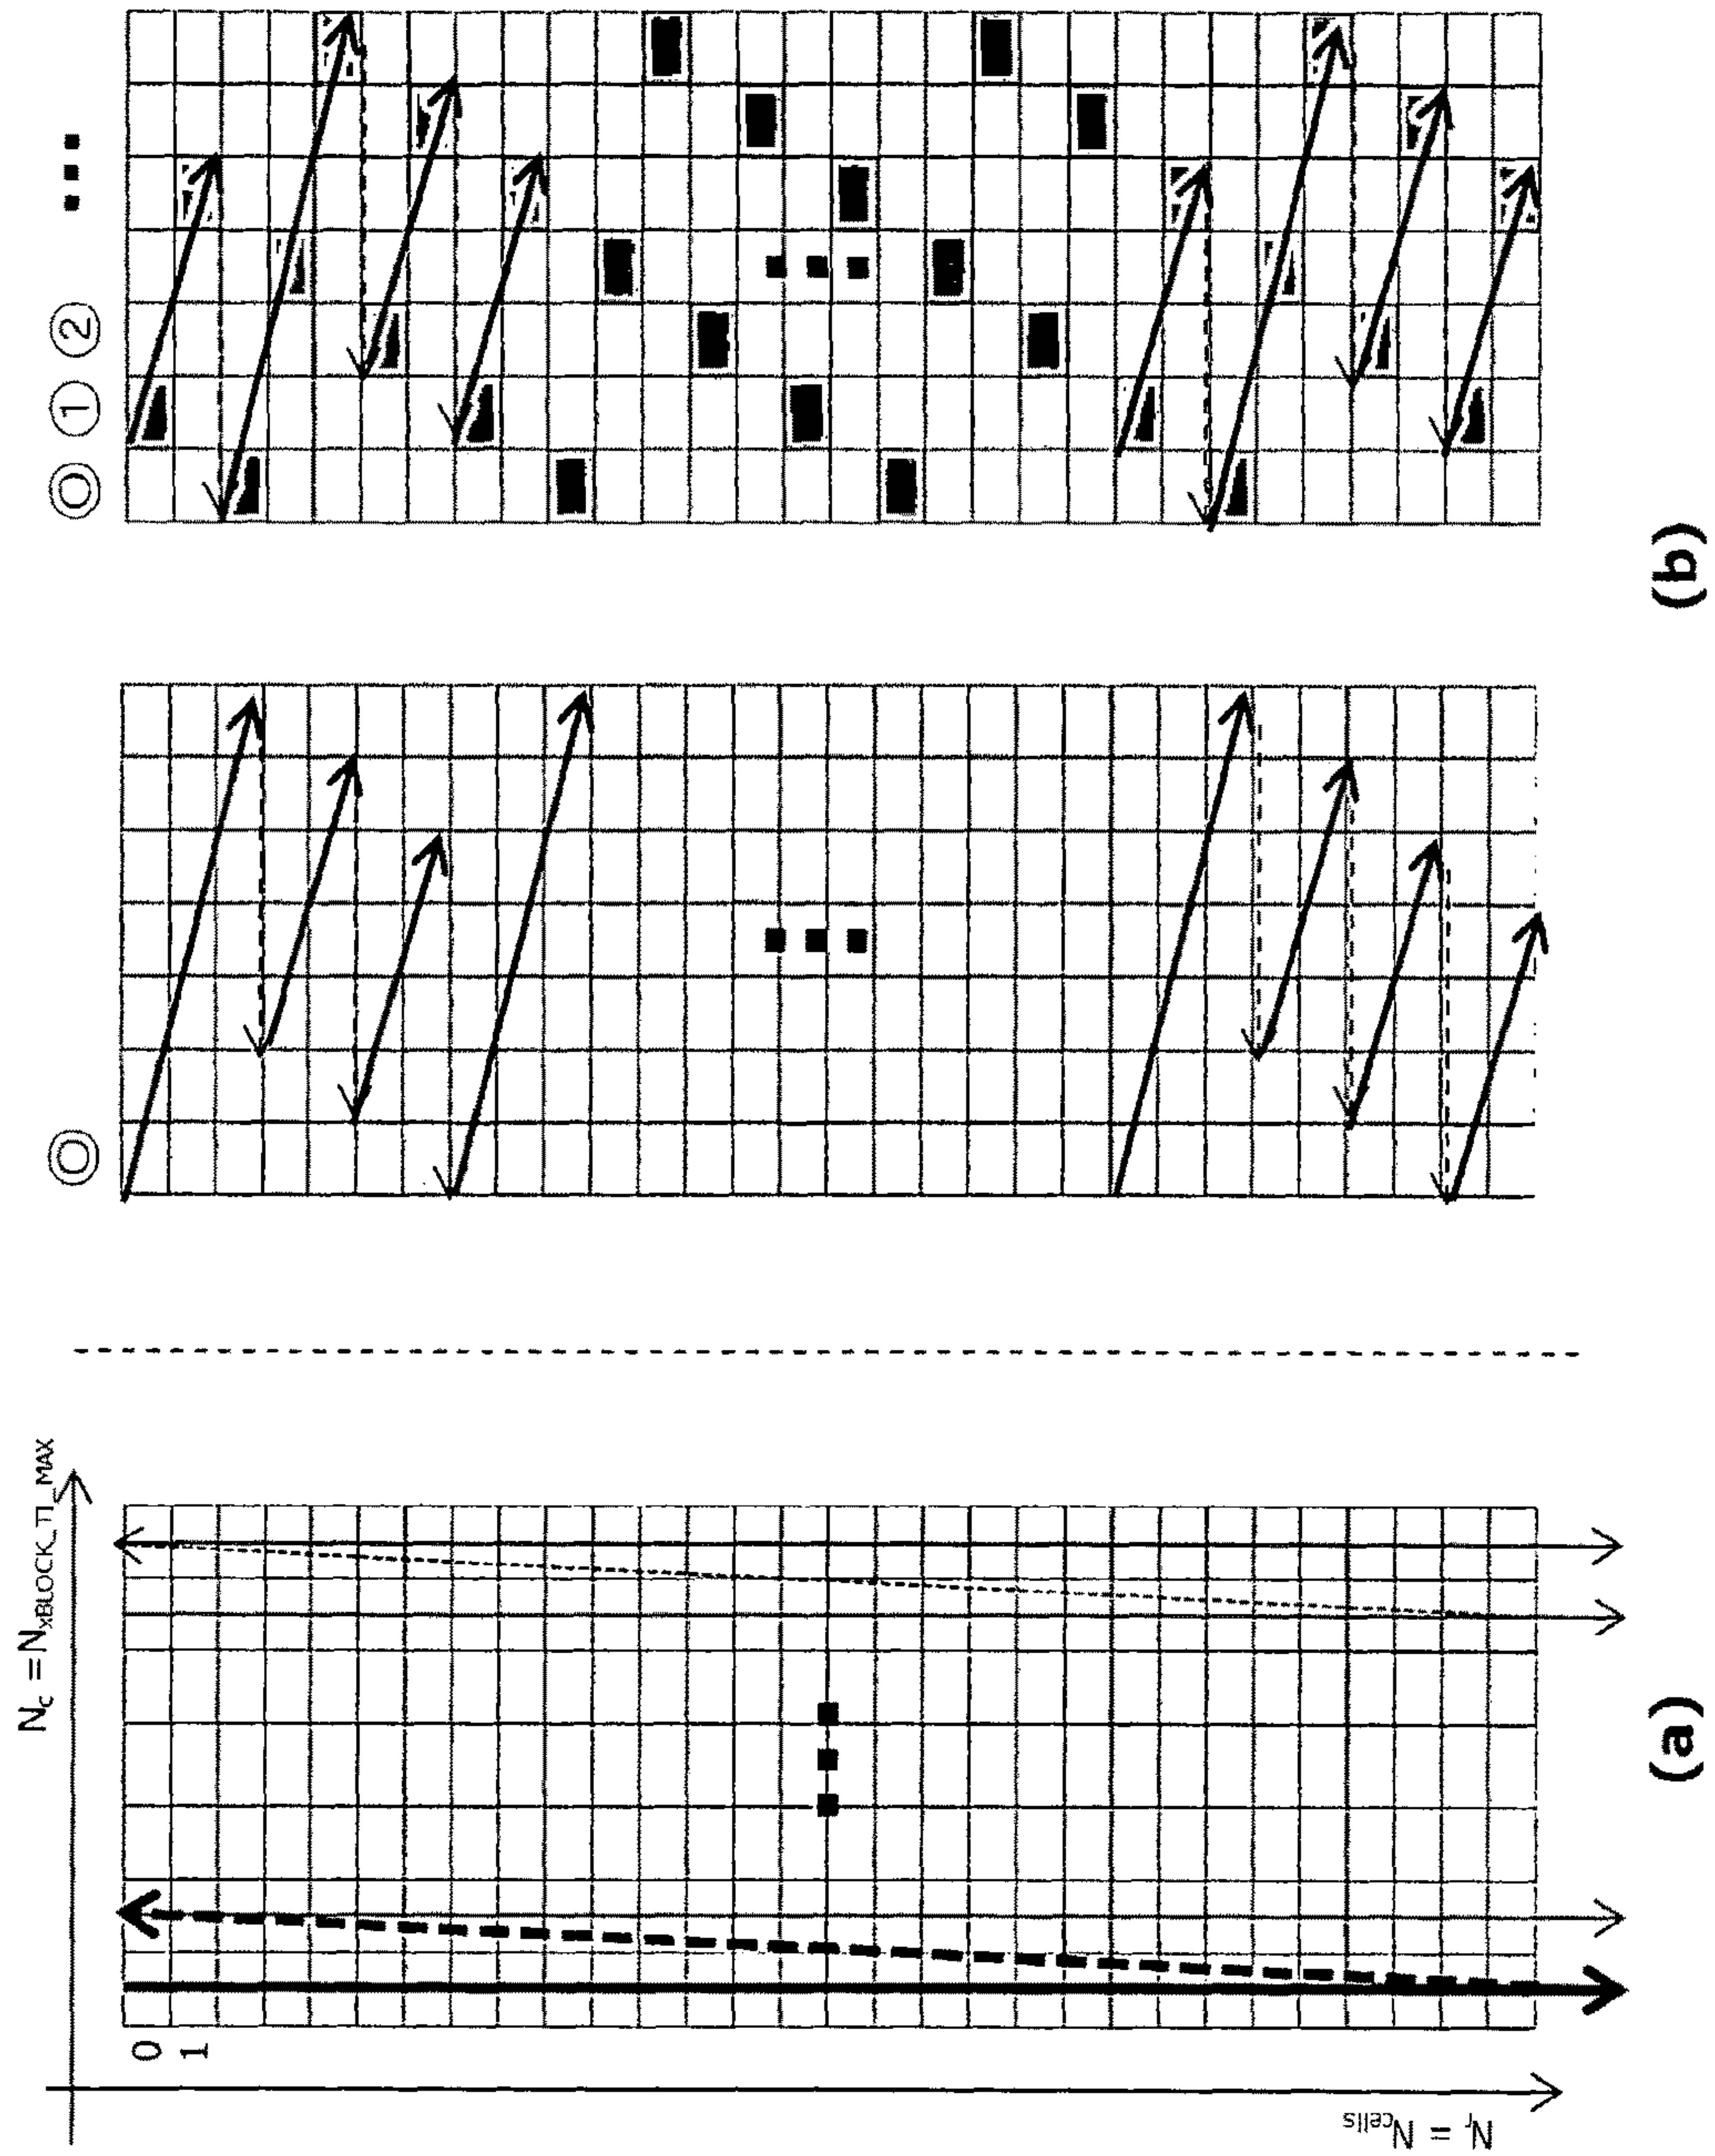 N_c = N_xBLOCK_TI_MAX
0
1
N_r = N_cells
(a)
0
0 1 2
(b)